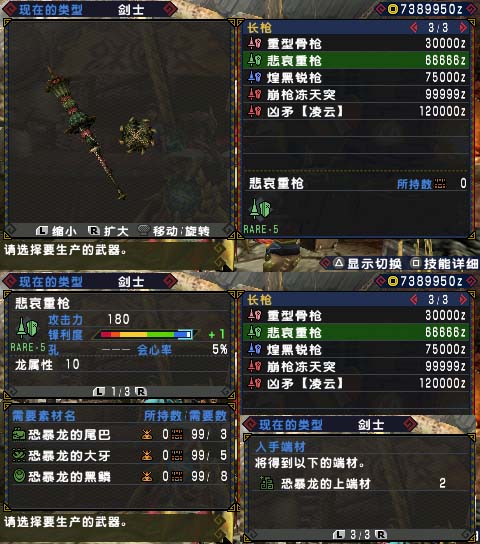 现在的类型 剑士
7389950z
长枪 3/3
重型骨枪 30000z
悲哀重枪 66666z
煌黑锐枪 75000z
崩枪冻天突 99999z
凶矛【凌云】 120000z
悲哀重枪 所持数 0
RARE-5
L 缩小 R 扩大 移动/旋转
请选择要生产的武器。
△显示切换 □技能详细
现在的类型 剑士
7389950z
悲哀重枪
攻击力 180
锋利度 +1
RARE-5 孔 --- 会心率 5%
龙属性 10
L 1/3 R
长枪 3/3
重型骨枪 30000z
悲哀重枪 66666z
煌黑锐枪 75000z
崩枪冻天突 99999z
凶矛【凌云】 120000z
需要素材名 所持数/需要数
恐暴龙的尾巴 0 99/ 3
恐暴龙的大牙 0 99/ 5
恐暴龙的黑鳞 0 99/ 8
请选择要生产的武器。
现在的类型 剑士
入手端材
将得到以下的端材。
恐暴龙的上端材 2
L 3/3 R